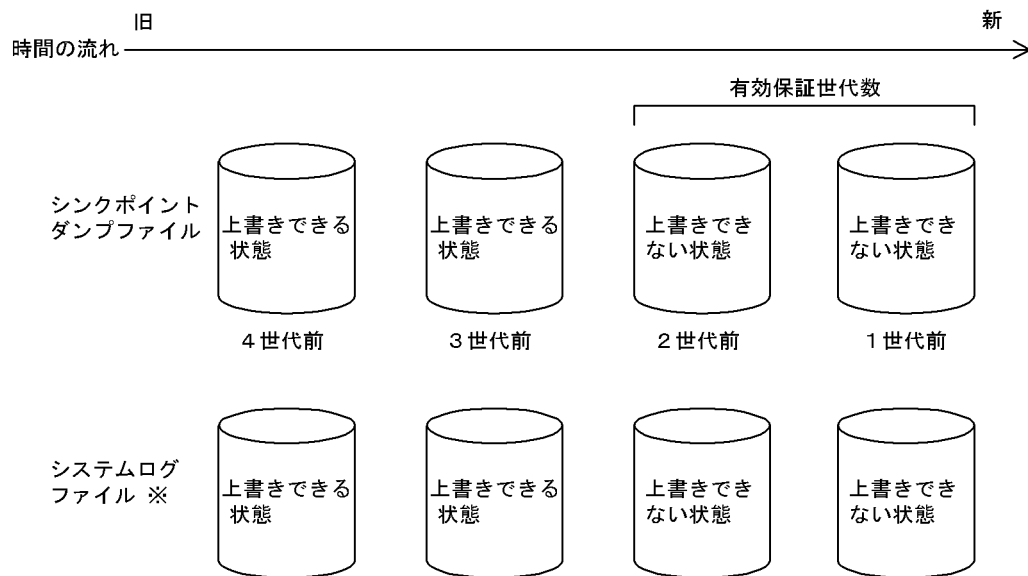 旧
新
時間の流れ
有効保証世代数
シンクポイント
ダンプファイル
上書きできる
状態
上書きできる
状態
上書きでき
ない状態
上書きでき
ない状態
4世代前
3世代前
2世代前
1世代前
システムログ
ファイル ※
上書きできる
状態
上書きできる
状態
上書きでき
ない状態
上書きでき
ない状態